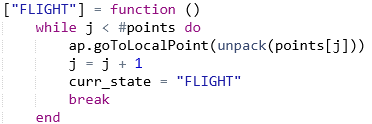 ["FLIGHT"] = function ()
while j < #points do
ap.goToLocalPoint(unpack(points[j]))
j = j + 1
curr_state = "FLIGHT"
break
end